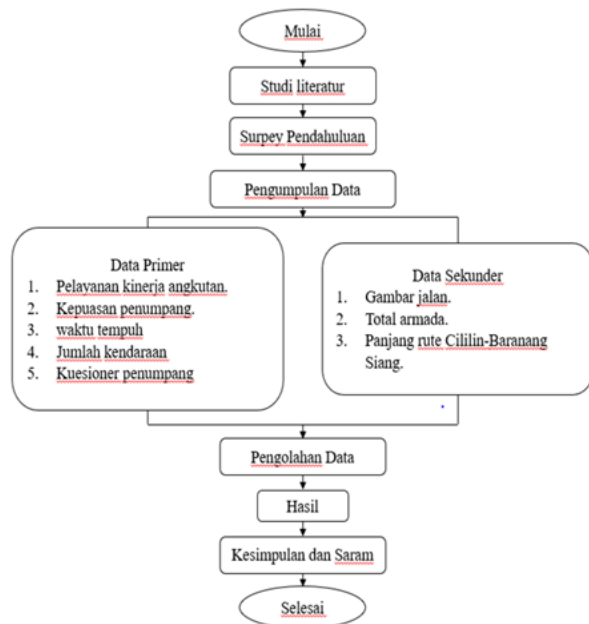 Mulai
Studi literatur
Surpey Pendahuluan
Pengumpulan Data
Data Primer
1. Pelayanan kinerja angkutan.
2. Kepuasan penumpang.
3. waktu tempuh
4. Jumlah kendaraan
5. Kuesioner penumpang
Data Sekunder
1. Gambar jalan.
2. Total armada.
3. Panjang rute Cililin-Baranang
Siang.
Pengolahan Data
Hasil
Kesimpulan dan Saram
Selesai